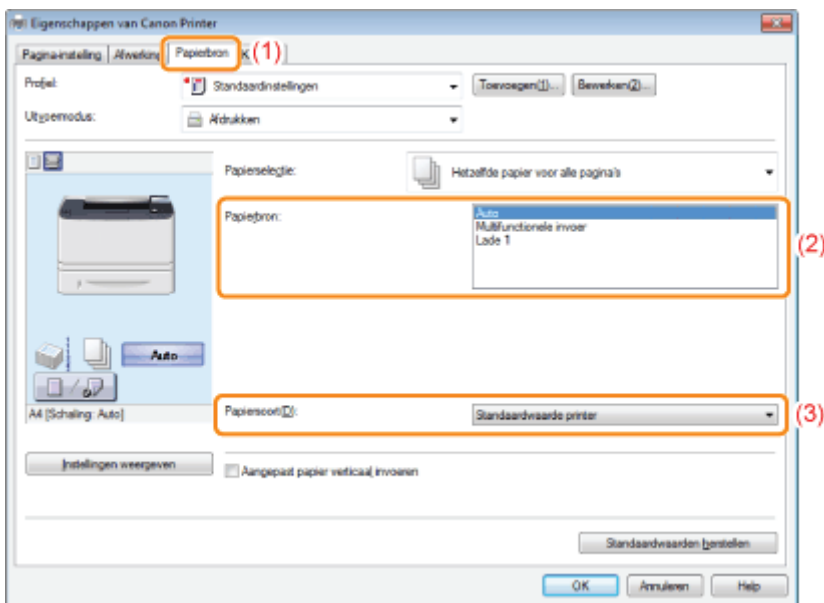 Eigenschappen van Canon Printer
Pagina-instelling Afwerking Papierbron K (1)
Profiel: Standaardinstellingen Toevoegen(1)... Bewerken(2)...
Uitvoermodus: Afdrukken
Papierselectie: Hetzelfde papier voor alle pagina's
Papierbron: Auto
Multifunctionele invoer
Lade 1
(2)
Auto
A4 [Schaling: Auto]
Papiersoort(D): Standaardwaarde printer (3)
Instellingen weergeven
Aangepast papier verticaal invoeren
Standaardwaarden herstellen
OK Annuleren Help